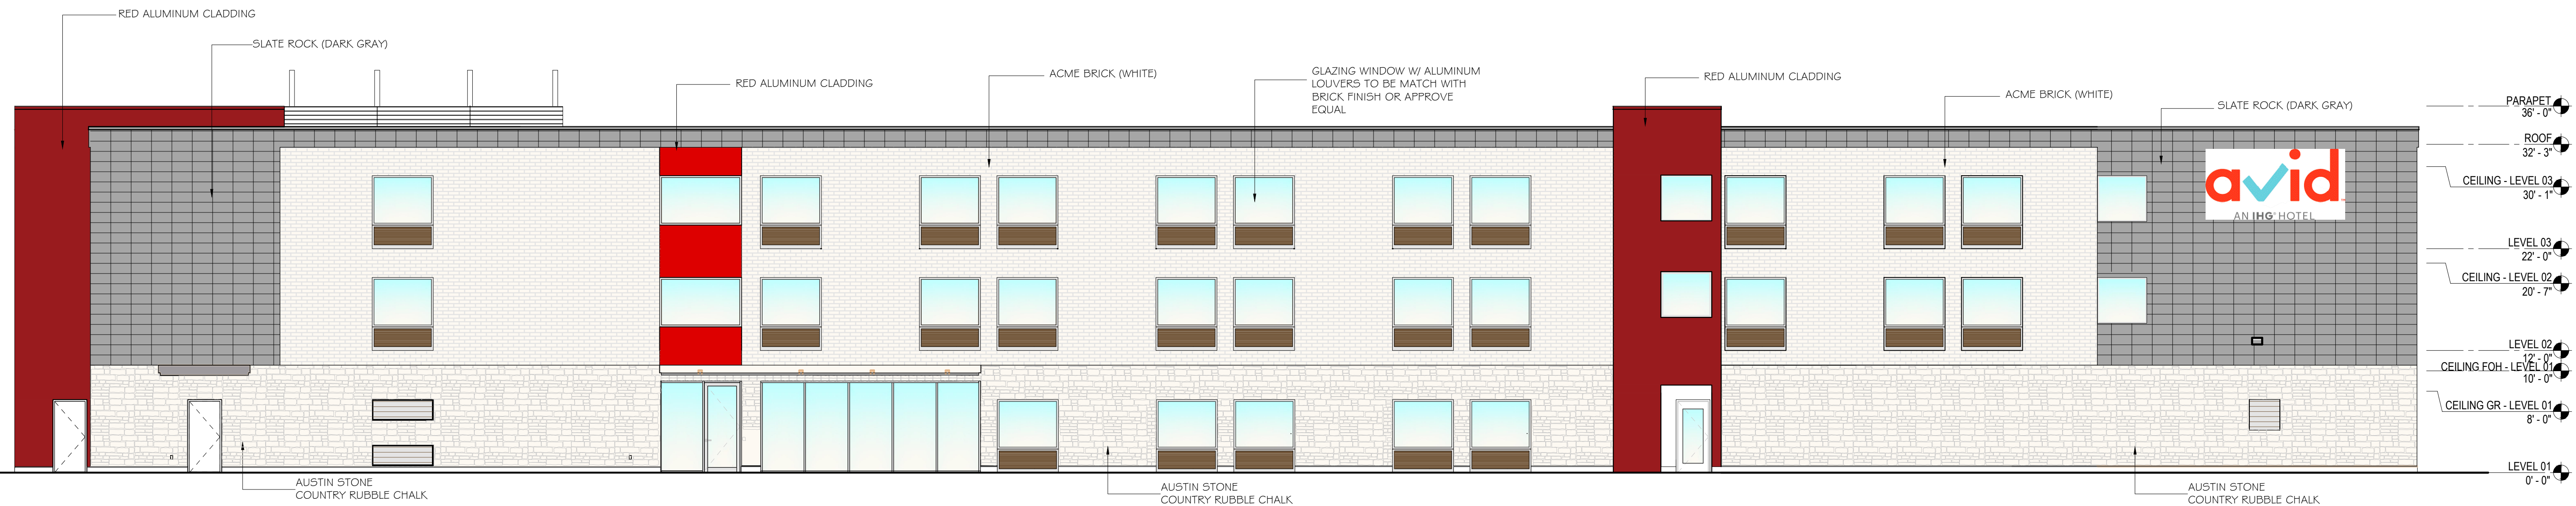 RED ALUMINUM CLADDING
SLATE ROCK (DARK GRAY)
RED ALUMINUM CLADDING
ACME BRICK (WHITE)
GLAZING WINDOW W/ ALUMINUM
LOUVERS TO BE MATCH WITH
BRICK FINISH OR APPROVE
EQUAL
RED ALUMINUM CLADDING
ACME BRICK (WHITE)
SLATE ROCK (DARK GRAY)
avid
AN IHG® HOTEL
PARAPET
36' - 0"
ROOF
32' - 3"
CEILING - LEVEL 03
30' - 1"
LEVEL 03
22' - 0"
CEILING - LEVEL 02
20' - 7"
LEVEL 02
12' - 0"
CEILING FOH - LEVEL 01
10' - 0"
CEILING GR - LEVEL 01
8' - 0"
LEVEL 01
0' - 0"
AUSTIN STONE
COUNTRY RUBBLE CHALK
AUSTIN STONE
COUNTRY RUBBLE CHALK
AUSTIN STONE
COUNTRY RUBBLE CHALK